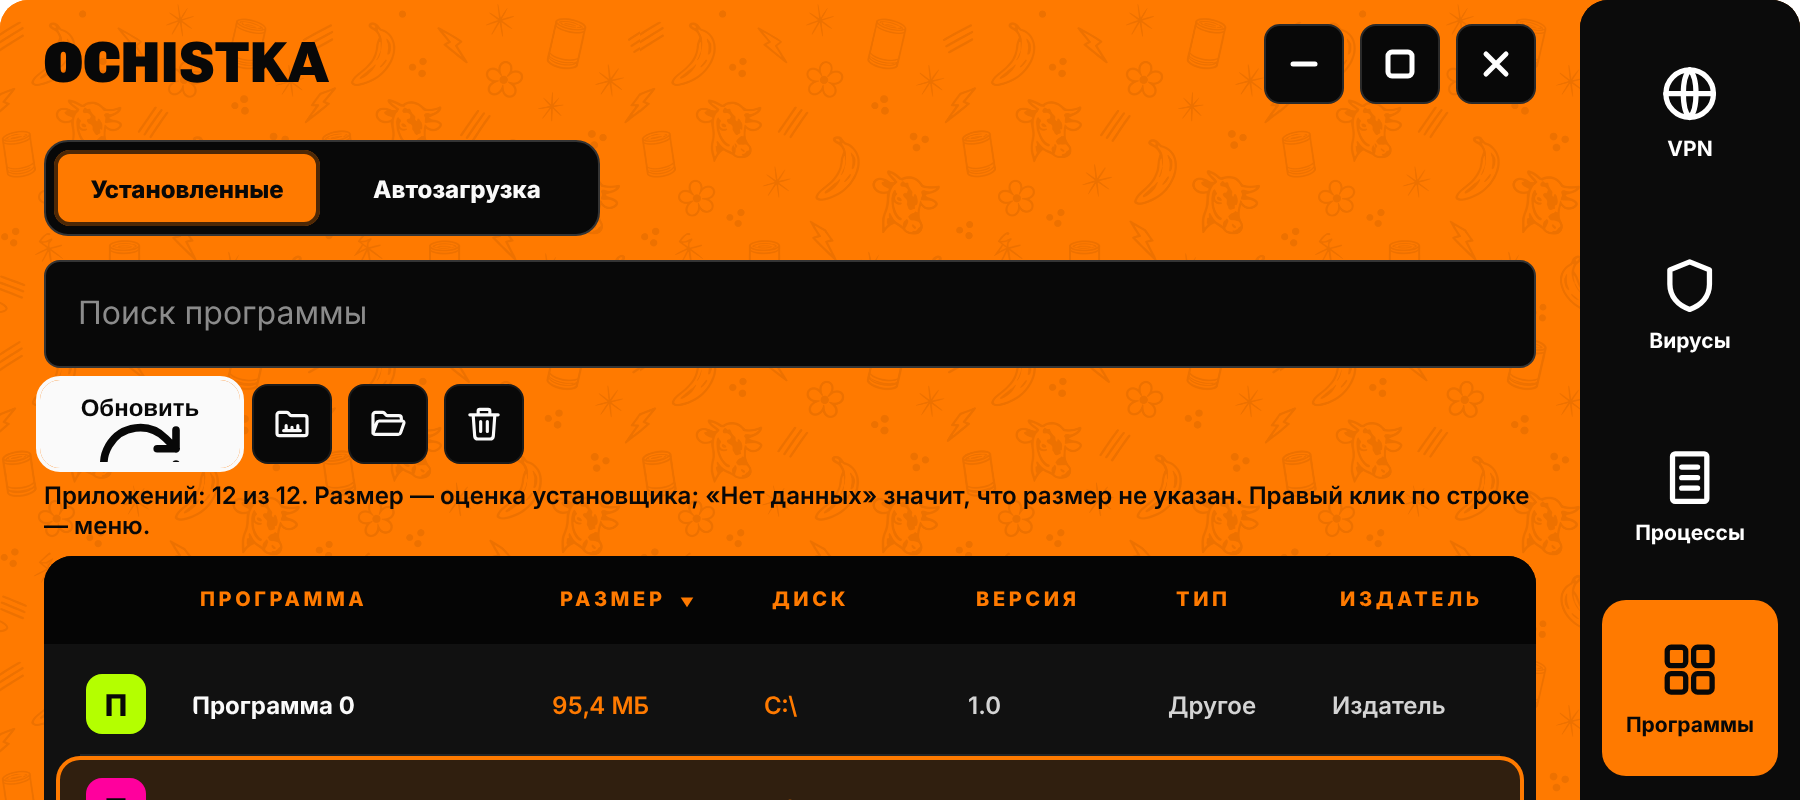 OCHISTKA
VPN
Установленные
Автозагрузка
Поиск программы
Вирусы
Обновить
Приложений: 12 из 12. Размер — оценка установщика; «Нет данных» значит, что размер не указан. Правый клик по строке
— меню.
Процессы
ПРОГРАММА РАЗМЕР ▼ ДИСК ВЕРСИЯ ТИП ИЗДАТЕЛЬ
П Программа 0 95,4 МБ C:\ 1.0 Другое Издатель
Программы